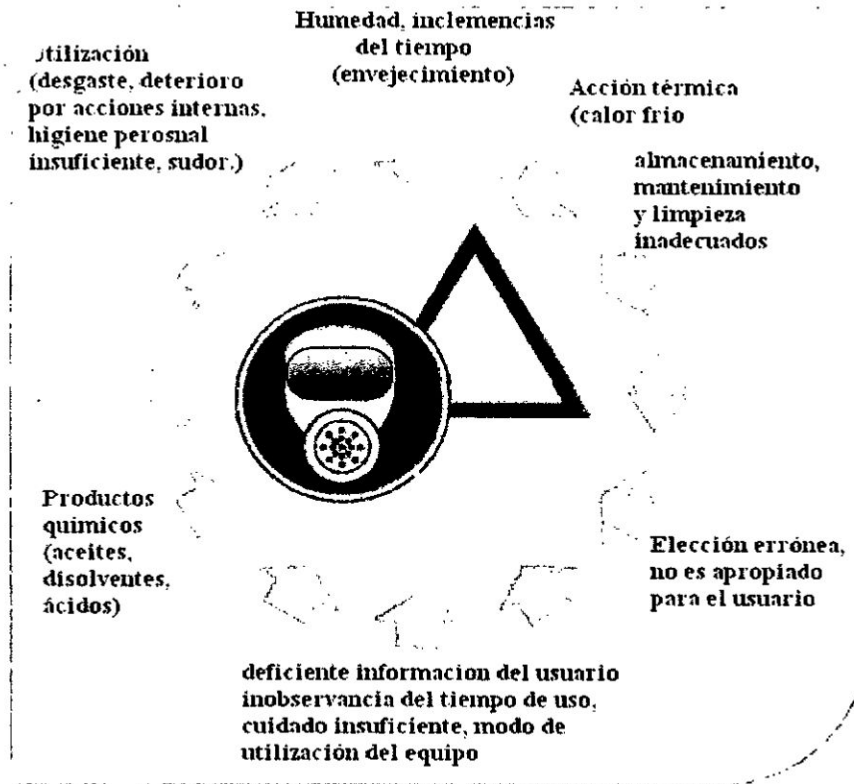 Humedad, inclemencias
del tiempo
(envejecimiento)
utilización
(desgaste, deterioro
por acciones internas,
higiene perosnal
insuficiente, sudor.)
Acción térmica
(calor frio
almacenamiento,
mantenimiento
y limpieza
inadecuados
Productos
quimicos
(aceites,
disolventes,
ácidos)
Elección errónea,
no es apropiado
para el usuario
deficiente informacion del usuario
inobservancia del tiempo de uso,
cuidado insuficiente, modo de
utilización del equipo